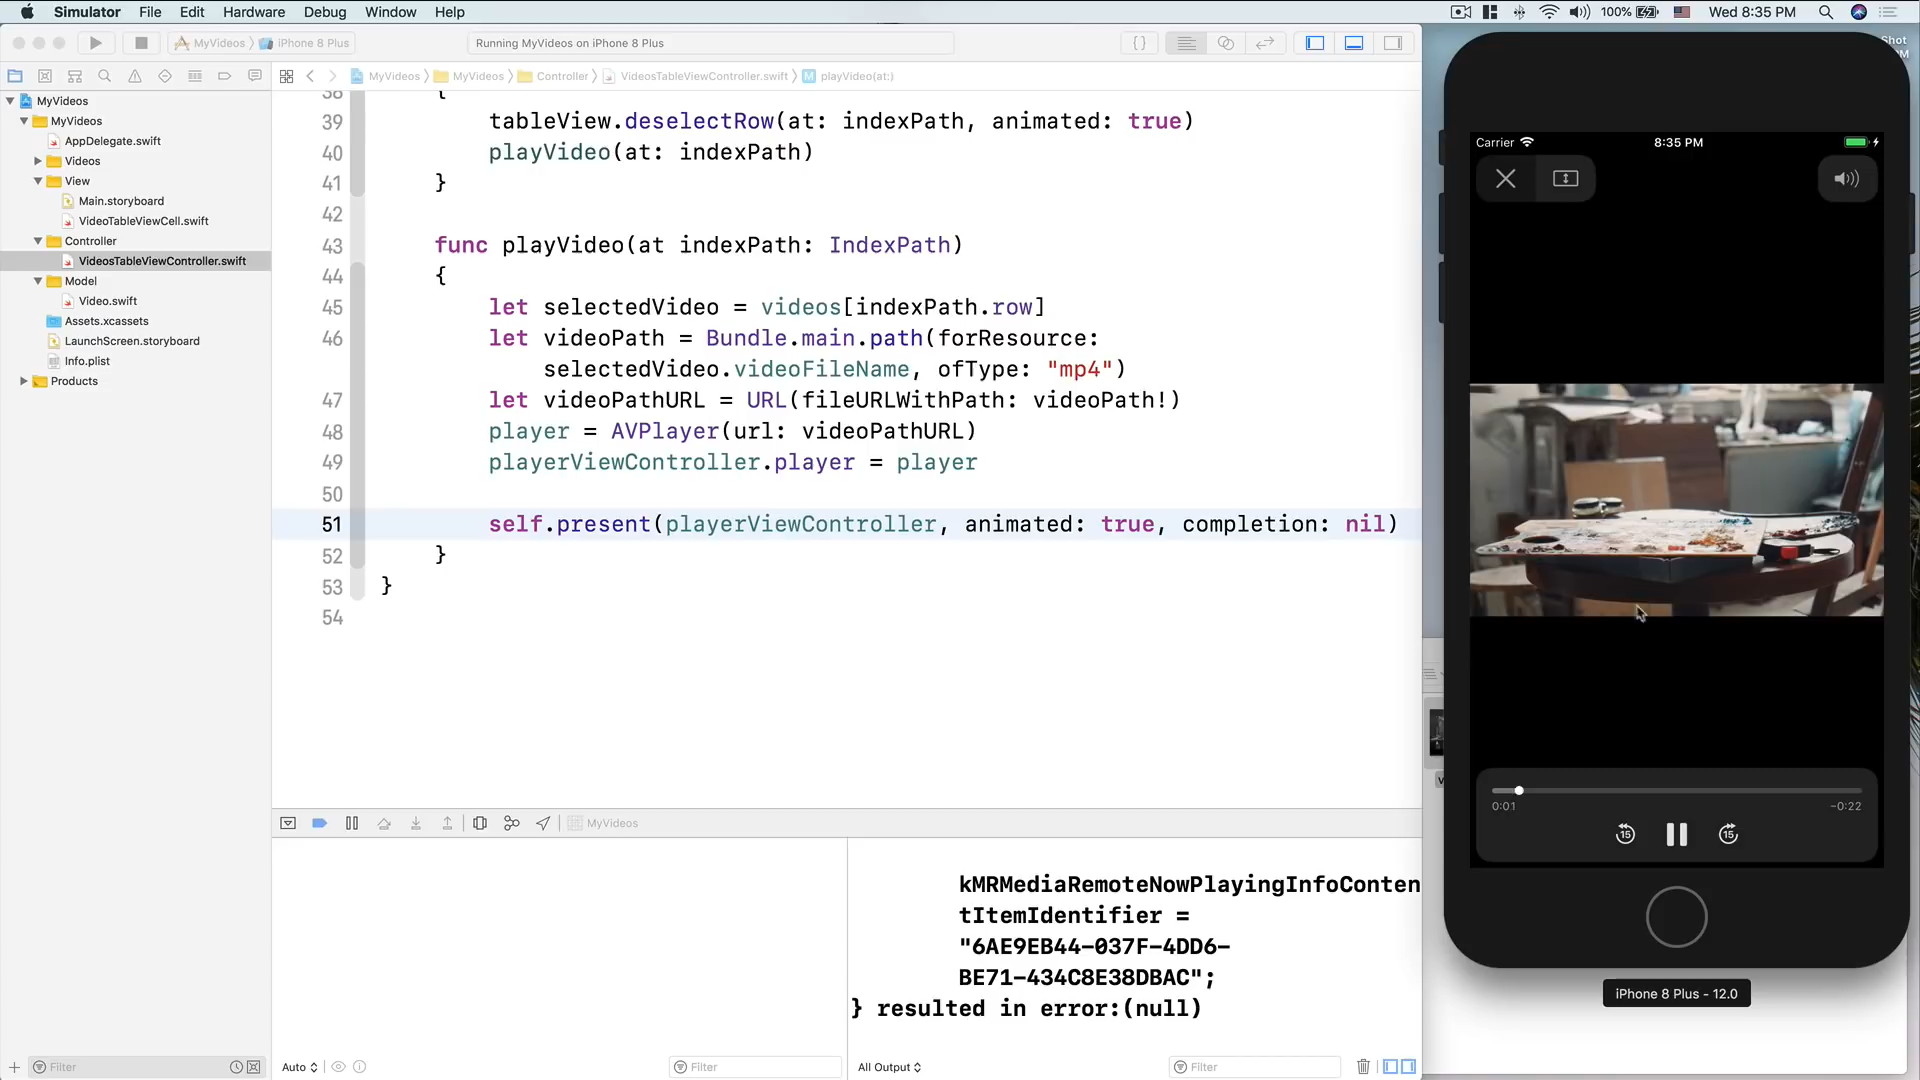 Simulator File Edit Hardware Debug Window Help
100% Wed 8:35 PM
MyVideos iPhone 8 Plus
Running MyVideos on iPhone 8 Plus
MyVideos MyVideos Controller VideosTableViewController.swift M playVideo(at:)
MyVideos
MyVideos
AppDelegate.swift
Videos
View
Main.storyboard
VideoTableViewCell.swift
Controller
VideosTableViewController.swift
Model
Video.swift
Assets.xcassets
LaunchScreen.storyboard
Info.plist
Products
38 {
39 tableView.deselectRow(at: indexPath, animated: true)
40 playVideo(at: indexPath)
41 }
42
43 func playVideo(at indexPath: IndexPath)
44 {
45 let selectedVideo = videos[indexPath.row]
46 let videoPath = Bundle.main.path(forResource:
selectedVideo.videoFileName, ofType: "mp4")
47 let videoPathURL = URL(fileURLWithPath: videoPath!)
48 player = AVPlayer(url: videoPathURL)
49 playerViewController.player = player
50
51 self.present(playerViewController, animated: true, completion: nil)
52 }
53 }
54
MyVideos
kMRMediaRemoteNowPlayingInfoConten
tItemIdentifier =
"6AE9EB44-037F-4DD6-
BE71-434C8E38DBAC";
} resulted in error:(null)
Filter
Auto
Filter
All Output
Filter
Shot
Carrier 8:35 PM
0:01 -0:22
15 15
iPhone 8 Plus - 12.0